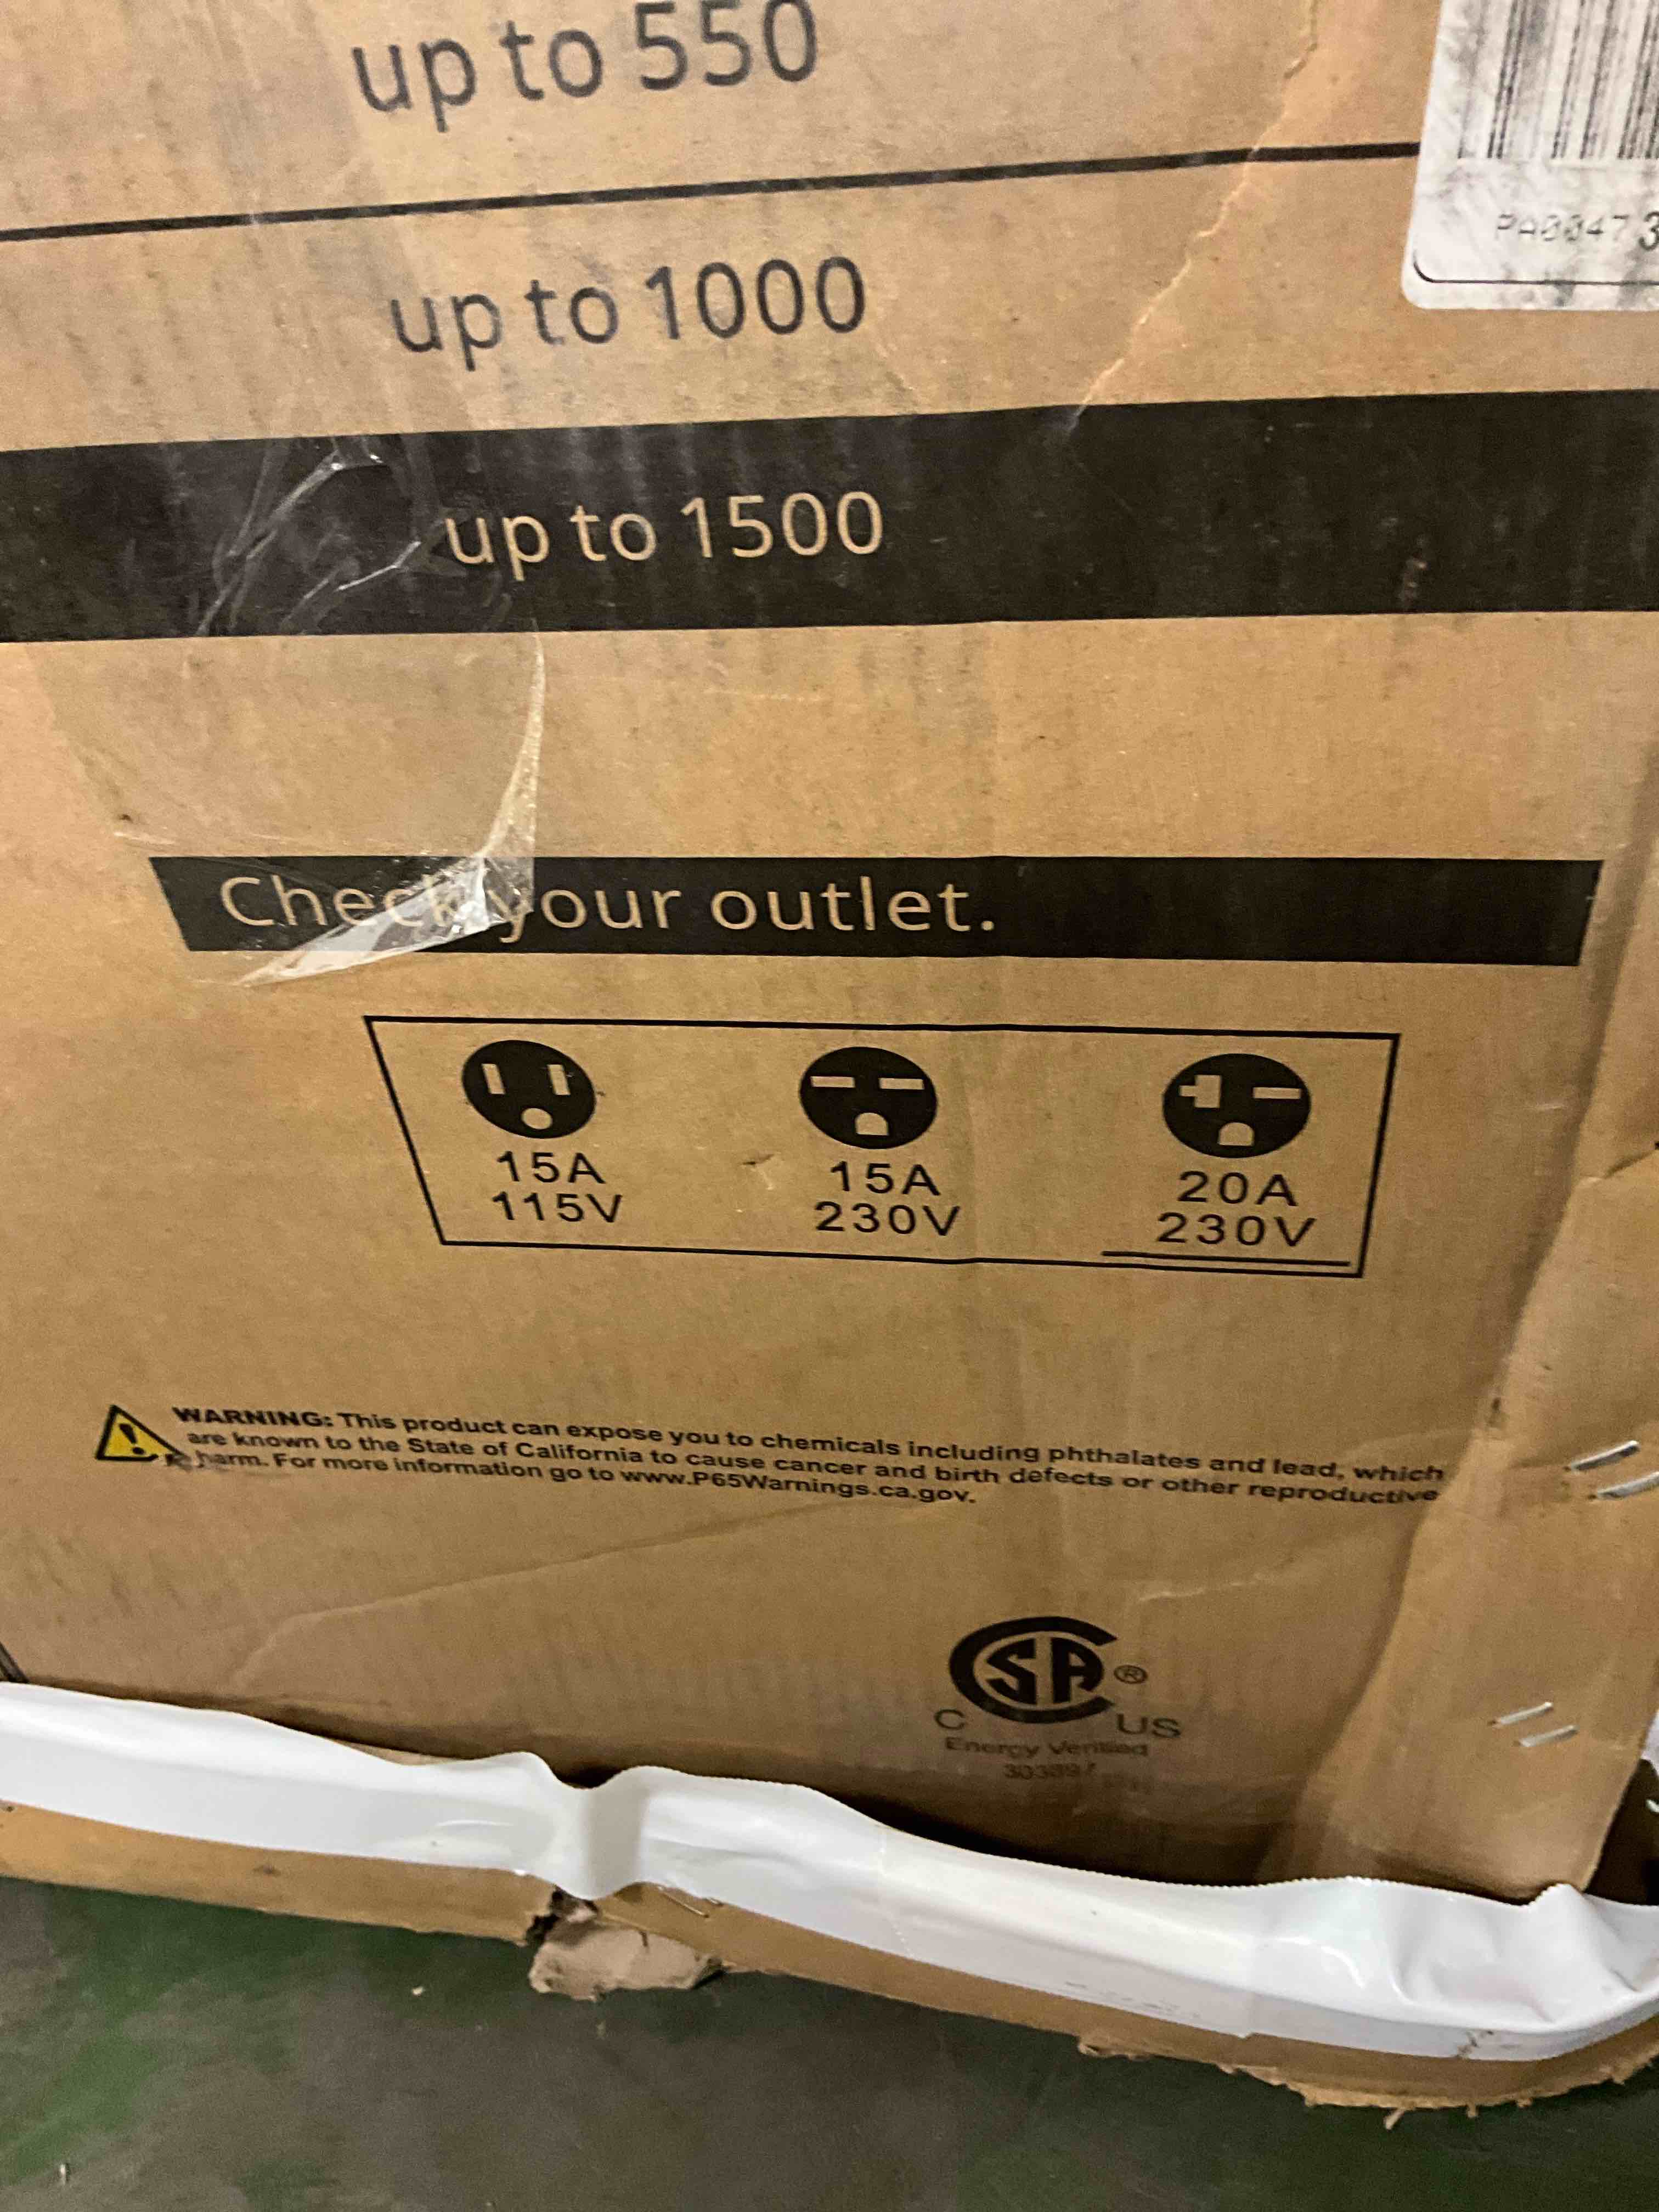 up to 550
PA00473
up to 1000
up to 1500
Check your outlet.
15A
115V
15A
230V
20A
230V
WARNING: This product can expose you to chemicals including phthalates and lead, which
are known to the State of California to cause cancer and birth defects or other reproductive
harm. For more information go to www.P65Warnings.ca.gov.
CSA®
C US
Energy Verified